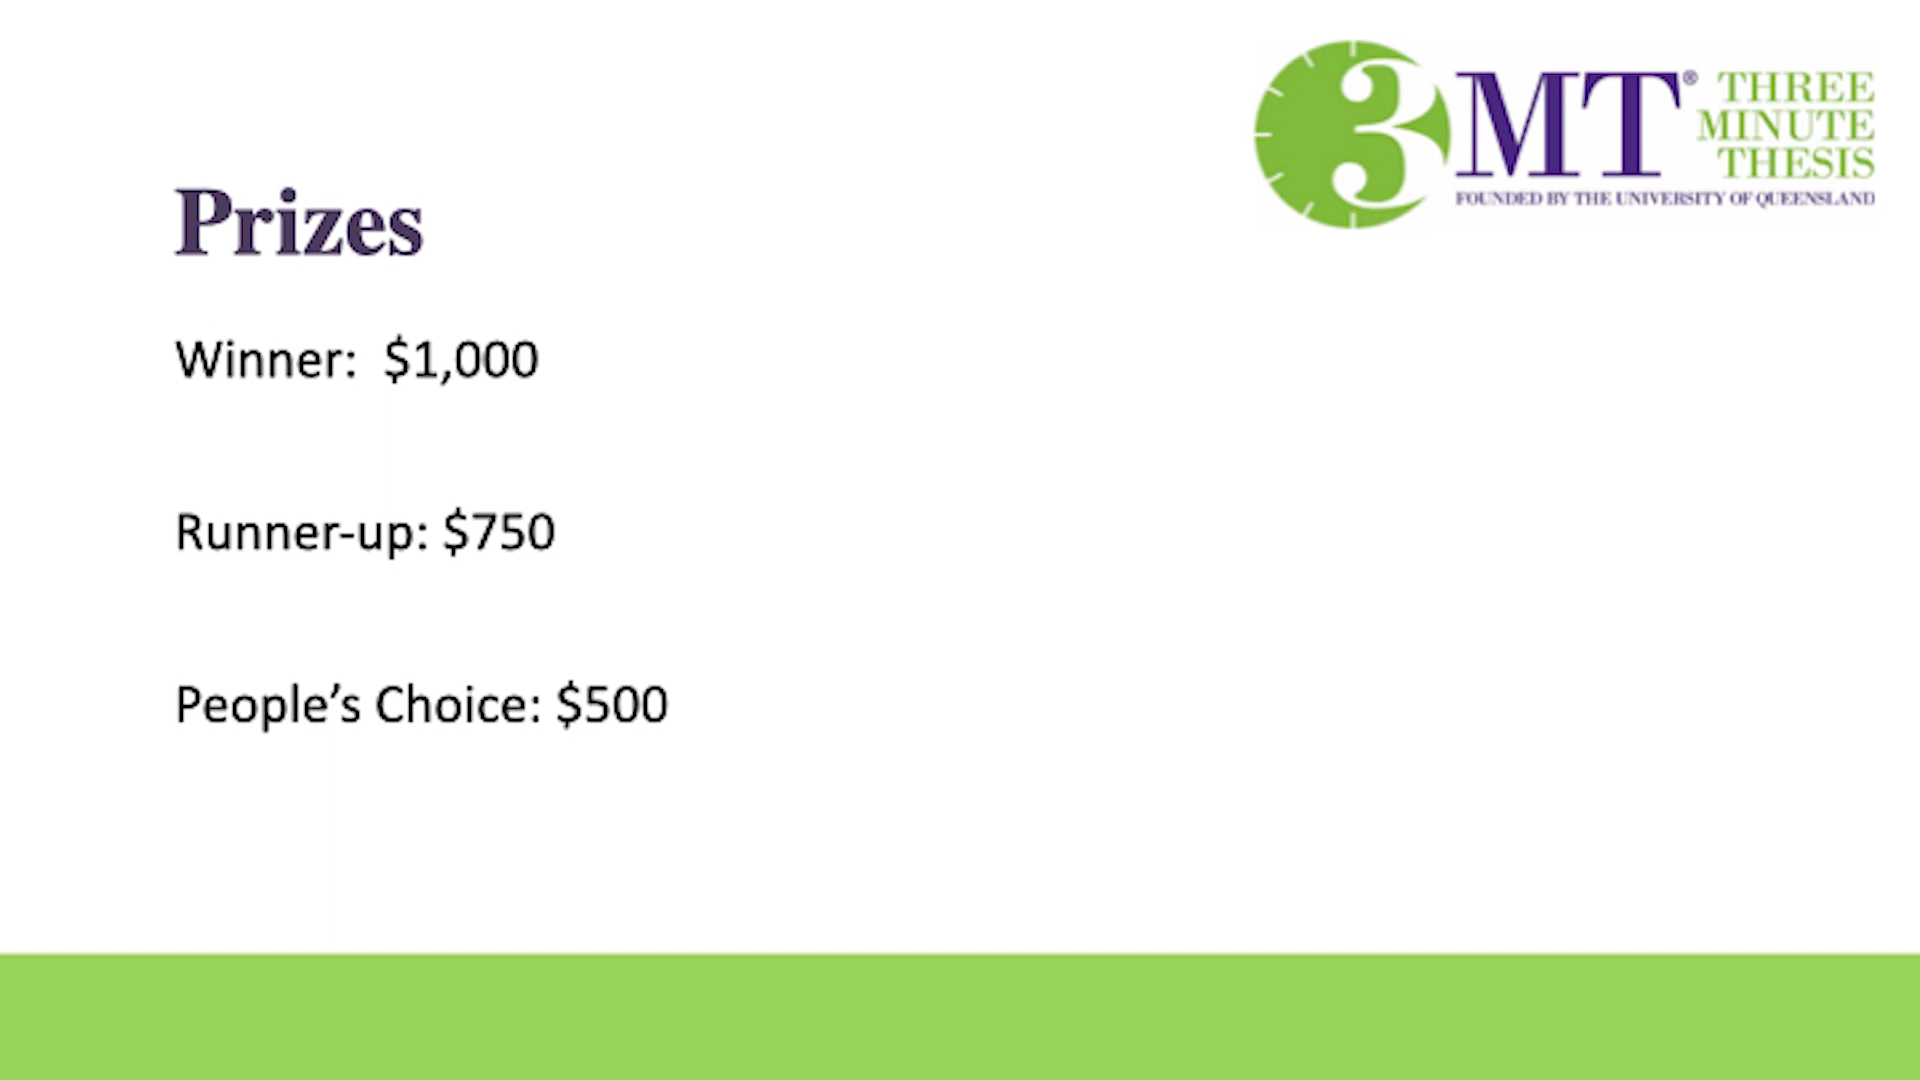 3MT® THREE
MINUTE
THESIS
FOUNDED BY THE UNIVERSITY OF QUEENSLAND
Prizes
Winner:  $1,000
Runner-up: $750
People’s Choice: $500